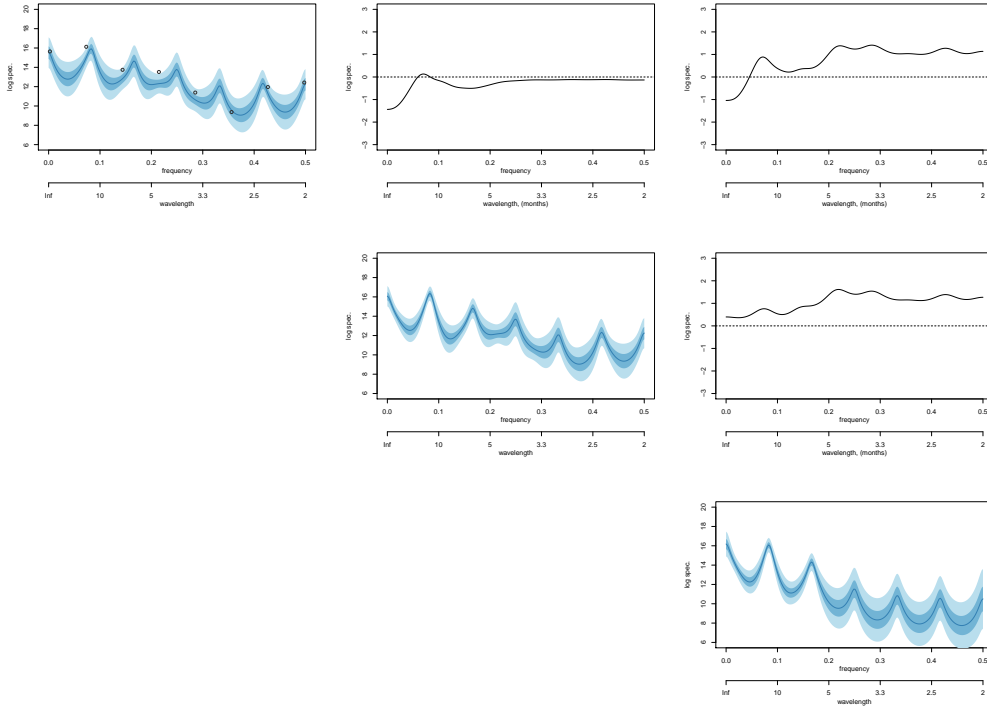 20
18
16
14
12
10
8
6
log spec.
0.0 0.1 0.2 0.3 0.4 0.5
frequency
Inf 10 5 3.3 2.5 2
wavelength
3
2
1
0
−1
−2
−3
log spec.
0.0 0.1 0.2 0.3 0.4 0.5
frequency
Inf 10 5 3.3 2.5 2
wavelength, (months)
3
2
1
0
−1
−2
−3
log spec.
0.0 0.1 0.2 0.3 0.4 0.5
frequency
Inf 10 5 3.3 2.5 2
wavelength, (months)
20
18
16
14
12
10
8
6
log spec.
0.0 0.1 0.2 0.3 0.4 0.5
frequency
Inf 10 5 3.3 2.5 2
wavelength
3
2
1
0
−1
−2
−3
log spec.
0.0 0.1 0.2 0.3 0.4 0.5
frequency
Inf 10 5 3.3 2.5 2
wavelength, (months)
20
18
16
14
12
10
8
6
log spec.
0.0 0.1 0.2 0.3 0.4 0.5
frequency
Inf 10 5 3.3 2.5 2
wavelength